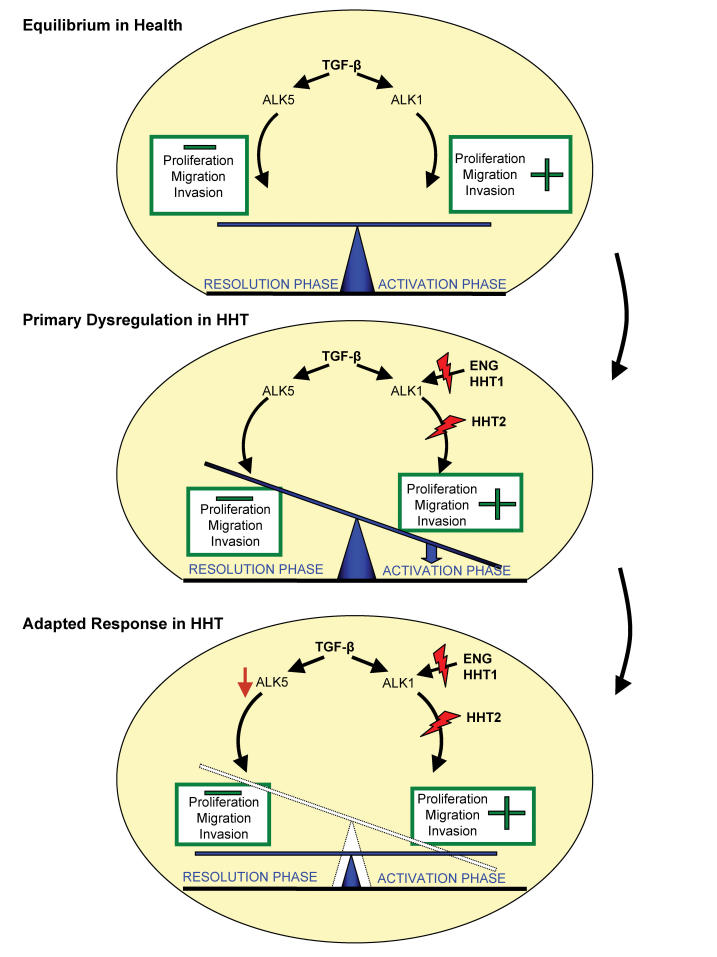 Equilibrium in Health
TGF-β
ALK5 ALK1
Proliferation
Migration
Invasion
Proliferation
Migration
Invasion
RESOLUTION PHASE ACTIVATION PHASE
Primary Dysregulation in HHT
TGF-β
ENG
HHT1
ALK5 ALK1
HHT2
Proliferation
Migration
Invasion
Proliferation
Migration
Invasion
RESOLUTION PHASE ACTIVATION PHASE
Adapted Response in HHT
TGF-β
ENG
HHT1
ALK5 ALK1
HHT2
Proliferation
Migration
Invasion
Proliferation
Migration
Invasion
RESOLUTION PHASE ACTIVATION PHASE